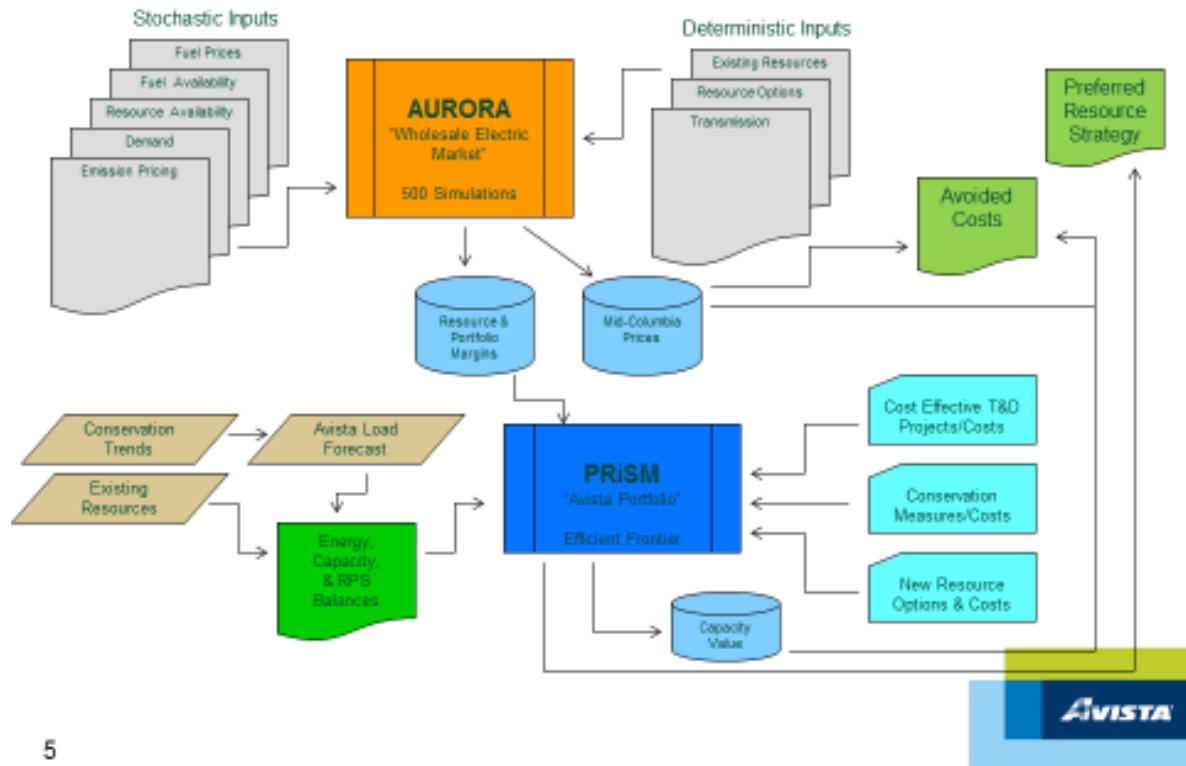 Stochastic Inputs
Fuel Prices
Fuel Availability
Resource Availability
Demand
Emission Pricing
AURORA
"Wholesale Electric
Market"
500 Simulations
Deterministic Inputs
Existing Resources
Resource Options
Transmission
Preferred
Resource
Strategy
Avoided
Costs
Resource &
Portfolio
Margins
Mid-Columbia
Prices
Conservation
Trends
Avista Load
Forecast
Existing
Resources
Energy,
Capacity,
& RPS
Balances
PRiSM
"Avista Portfolio"
Efficient Frontier
Cost Effective T&D
Projects/Costs
Conservation
Measures/Costs
New Resource
Options & Costs
Capacity
Value
AVISTA
5